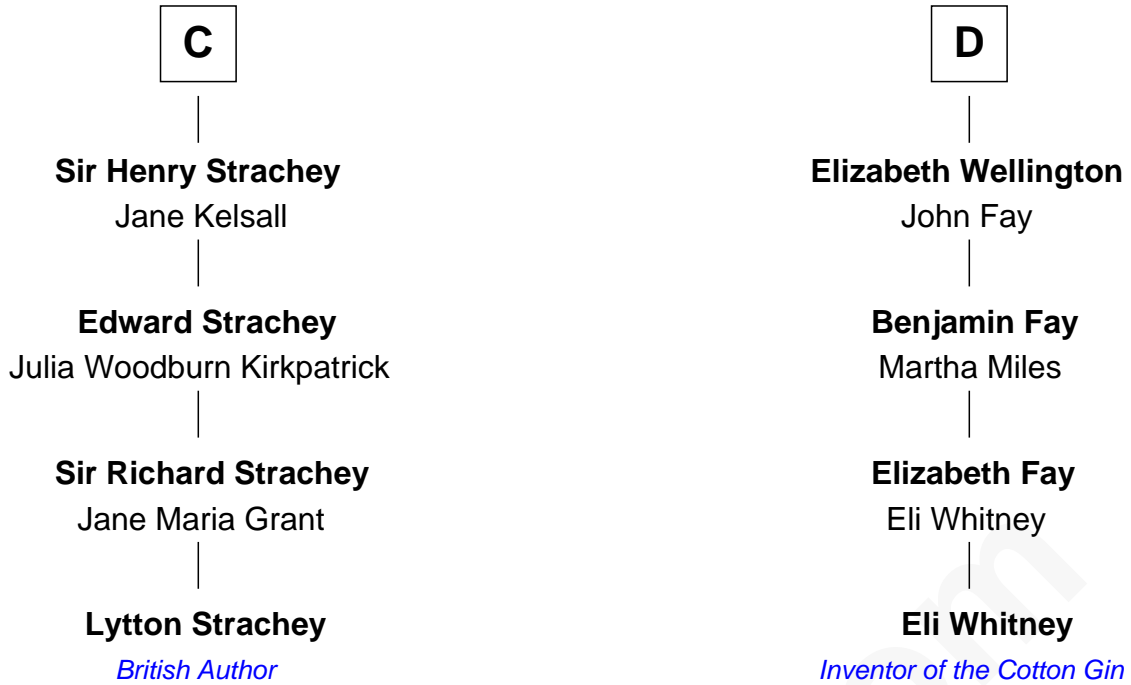 C
Sir Henry Strachey
Jane Kelsall
Edward Strachey
Julia Woodburn Kirkpatrick
Sir Richard Strachey
Jane Maria Grant
Lytton Strachey
British Author
D
Elizabeth Wellington
John Fay
Benjamin Fay
Martha Miles
Elizabeth Fay
Eli Whitney
Eli Whitney
Inventor of the Cotton Gin